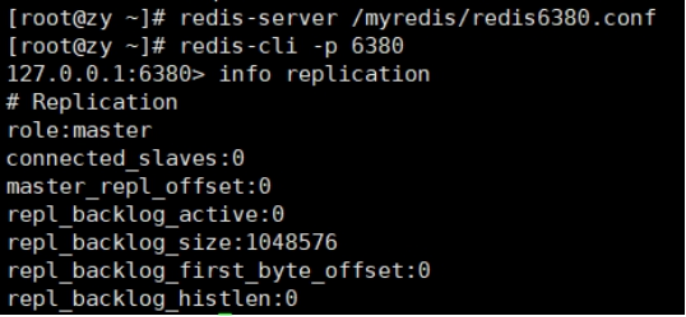 [root@zy ~]# redis-server /myredis/redis6380.conf
[root@zy ~]# redis-cli -p 6380
127.0.0.1:6380> info replication
# Replication
role:master
connected_slaves:0
master_repl_offset:0
repl_backlog_active:0
repl_backlog_size:1048576
repl_backlog_first_byte_offset:0
repl_backlog_histlen:0